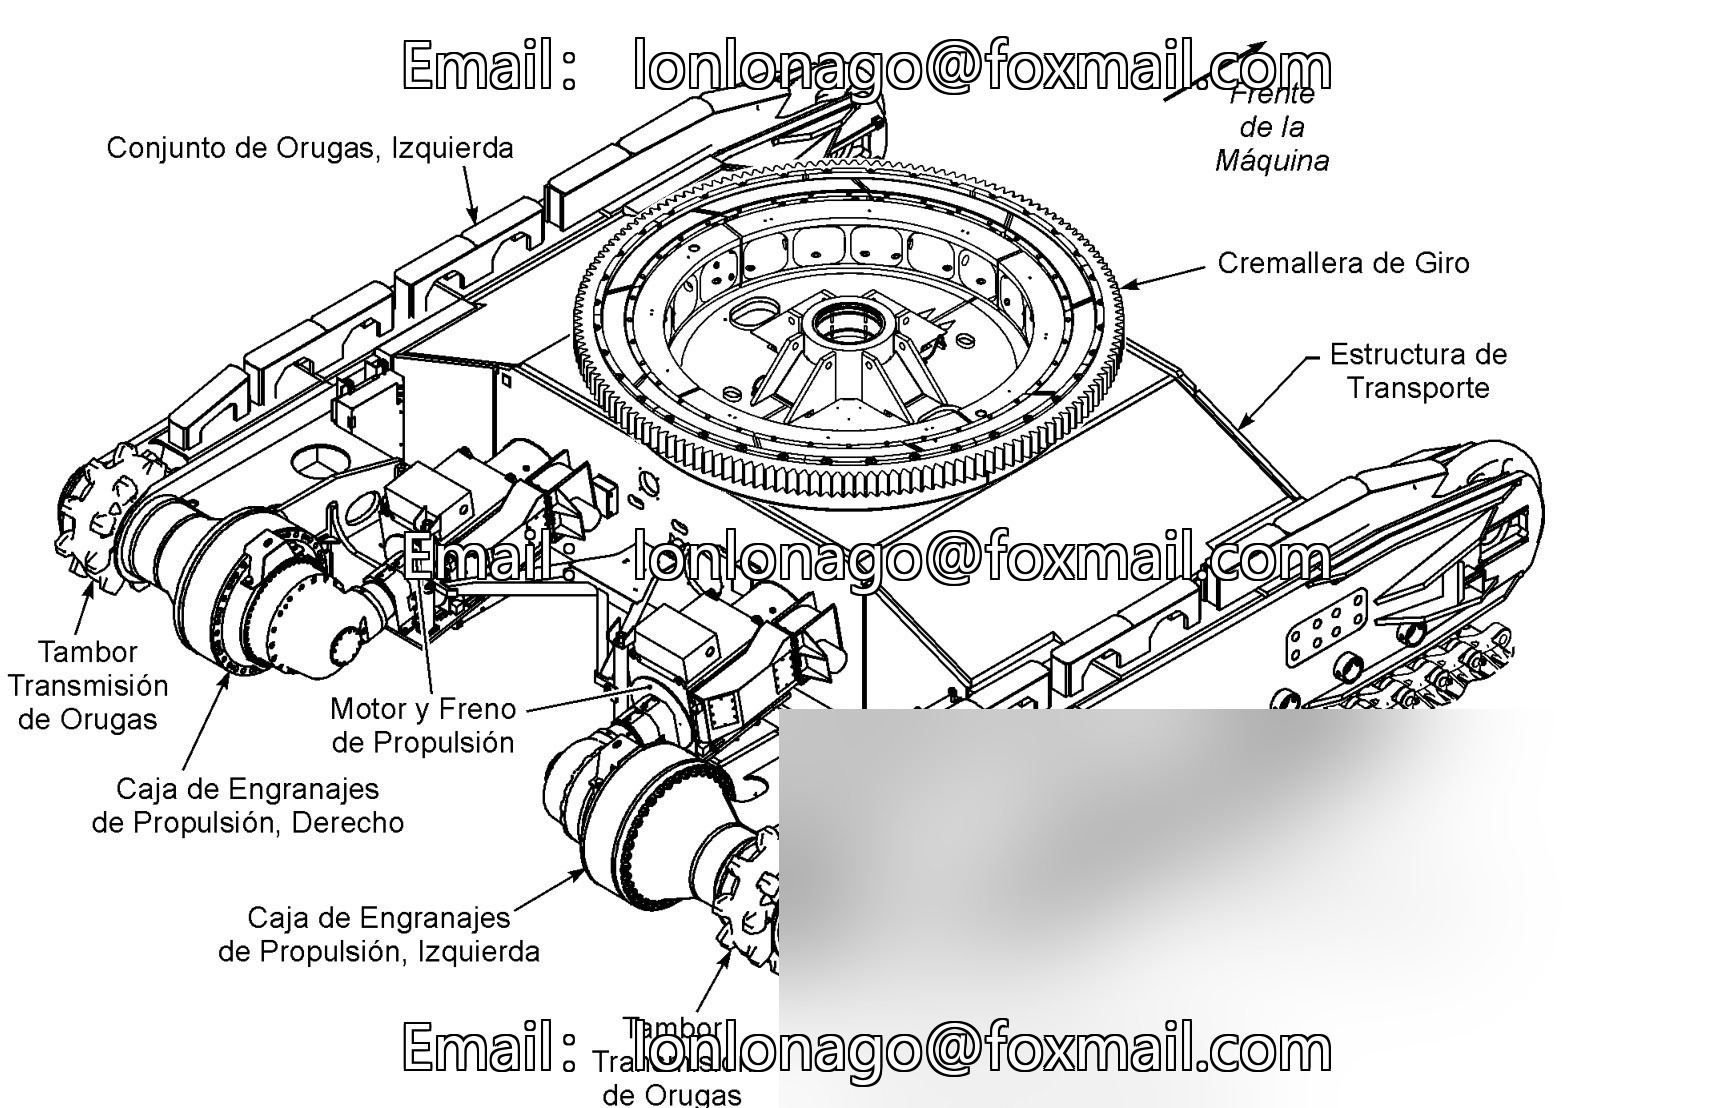 Email： lonlonago@foxmail.com
Frente
de la
Máquina
Conjunto de Orugas, Izquierda
Cremallera de Giro
Estructura de
Transporte
Email： lonlonago@foxmail.com
Tambor
Transmisión
de Orugas
Motor y Freno
de Propulsión
Caja de Engranajes
de Propulsión, Derecho
Caja de Engranajes
de Propulsión, Izquierda
Email： lonlonago@foxmail.com
Tambor
Transmisión
de Orugas